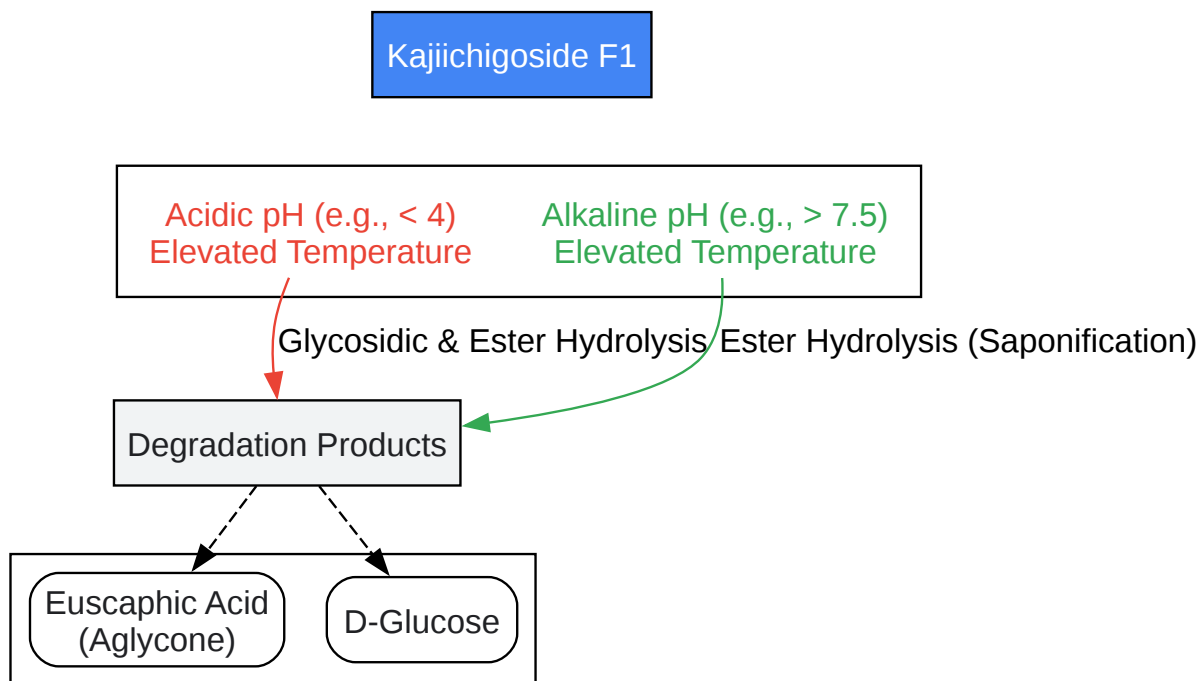 Kajiichigoside F1
Acidic pH (e.g., < 4)
Elevated Temperature
Alkaline pH (e.g., > 7.5)
Elevated Temperature
Glycosidic & Ester Hydrolysis
Ester Hydrolysis (Saponification)
Degradation Products
Euscaphic Acid
(Aglycone)
D-Glucose